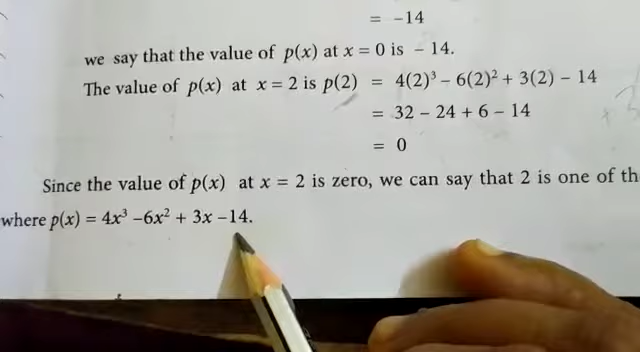 = –14
we say that the value of p(x) at x = 0 is – 14.
The value of p(x) at x = 2 is p(2) = 4(2)³ – 6(2)² + 3(2) – 14
= 32 – 24 + 6 – 14
= 0
Since the value of p(x) at x = 2 is zero, we can say that 2 is one of th
where p(x) = 4x³ –6x² + 3x –14.